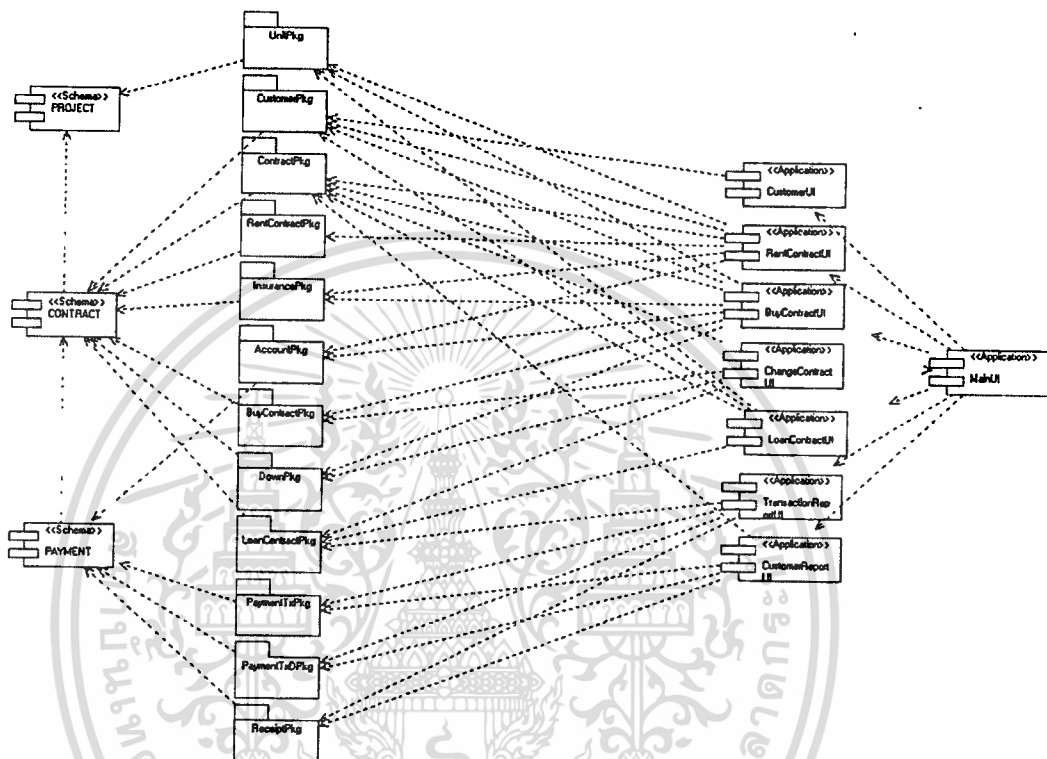 UnitPkg
<<Schema>>
PROJECT
CustomerPkg
ContractPkg
<<Application>>
CustomerUI
RentContractPkg
<<Application>>
RentContractUI
InsurancePkg
<<Schema>>
CONTRACT
<<Application>>
BuyContractUI
AccountPkg
<<Application>>
ChangeContract
UI
<<Application>>
MainUI
BuyContractPkg
<<Application>>
LoanContractUI
DownPkg
<<Application>>
TransactionRep
ortUI
<<Schema>>
PAYMENT
LoanContractPkg
<<Application>>
CustomerReport
UI
PaymentTxPkg
PaymentTxDPkg
ReceiptPkg